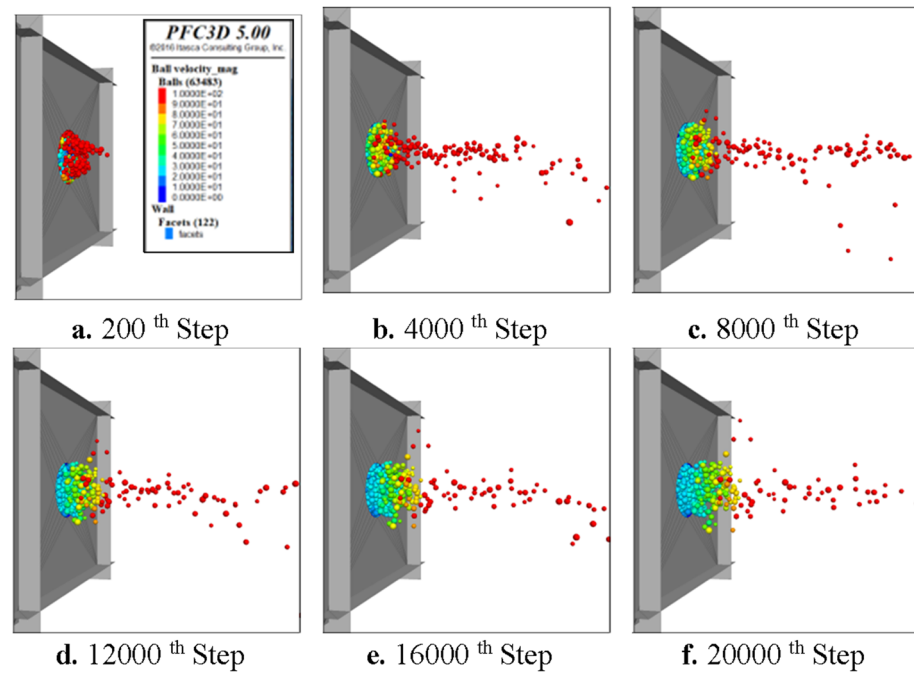 PFC3D 5.00
©2016 Itasca Consulting Group, Inc.
Ball velocity_mag
Balls (63483)
1.0000E+02
9.0000E+01
8.0000E+01
7.0000E+01
6.0000E+01
5.0000E+01
4.0000E+01
3.0000E+01
2.0000E+01
1.0000E+01
0.0000E+00
Wall
Facets (122)
facets
a. 200 th Step
b. 4000 th Step
c. 8000 th Step
d. 12000 th Step
e. 16000 th Step
f. 20000 th Step